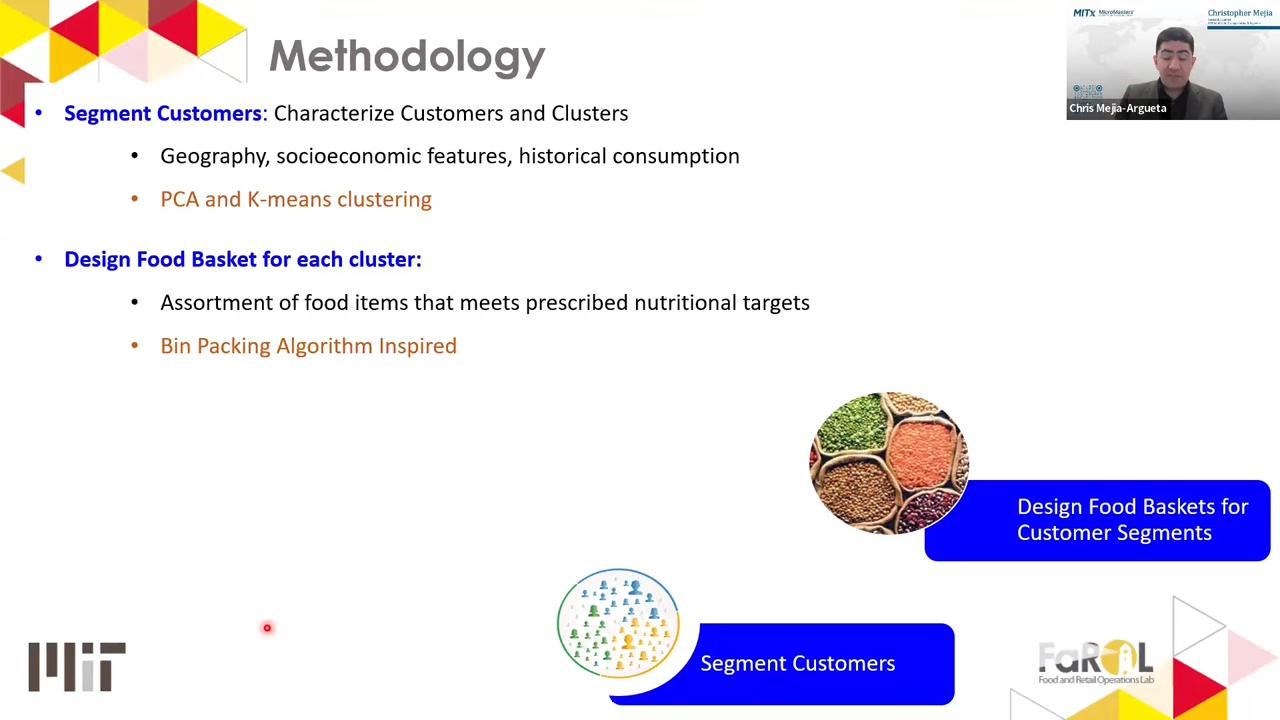 Methodology
MITx MicroMasters
Christopher Mejia
Chris Mejia-Argueta
• Segment Customers: Characterize Customers and Clusters
• Geography, socioeconomic features, historical consumption
• PCA and K-means clustering
• Design Food Basket for each cluster:
• Assortment of food items that meets prescribed nutritional targets
• Bin Packing Algorithm Inspired
Design Food Baskets for
Customer Segments
Segment Customers
MIT
FaROL
Food and Retail Operations Lab